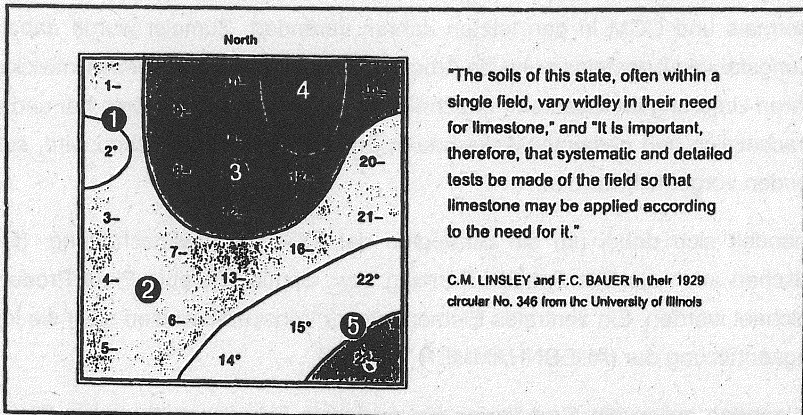 North
1–
1
2°
3–
4–
2
5–
6–
7–
13–
14°
15°
16–
3
4
20–
21–
22°
5
"The soils of this state, often within a
single field, vary widley in their need
for limestone," and "It is important,
therefore, that systematic and detailed
tests be made of the field so that
limestone may be applied according
to the need for it."
C.M. LINSLEY and F.C. BAUER in their 1929
circular No. 346 from the University of Illinois